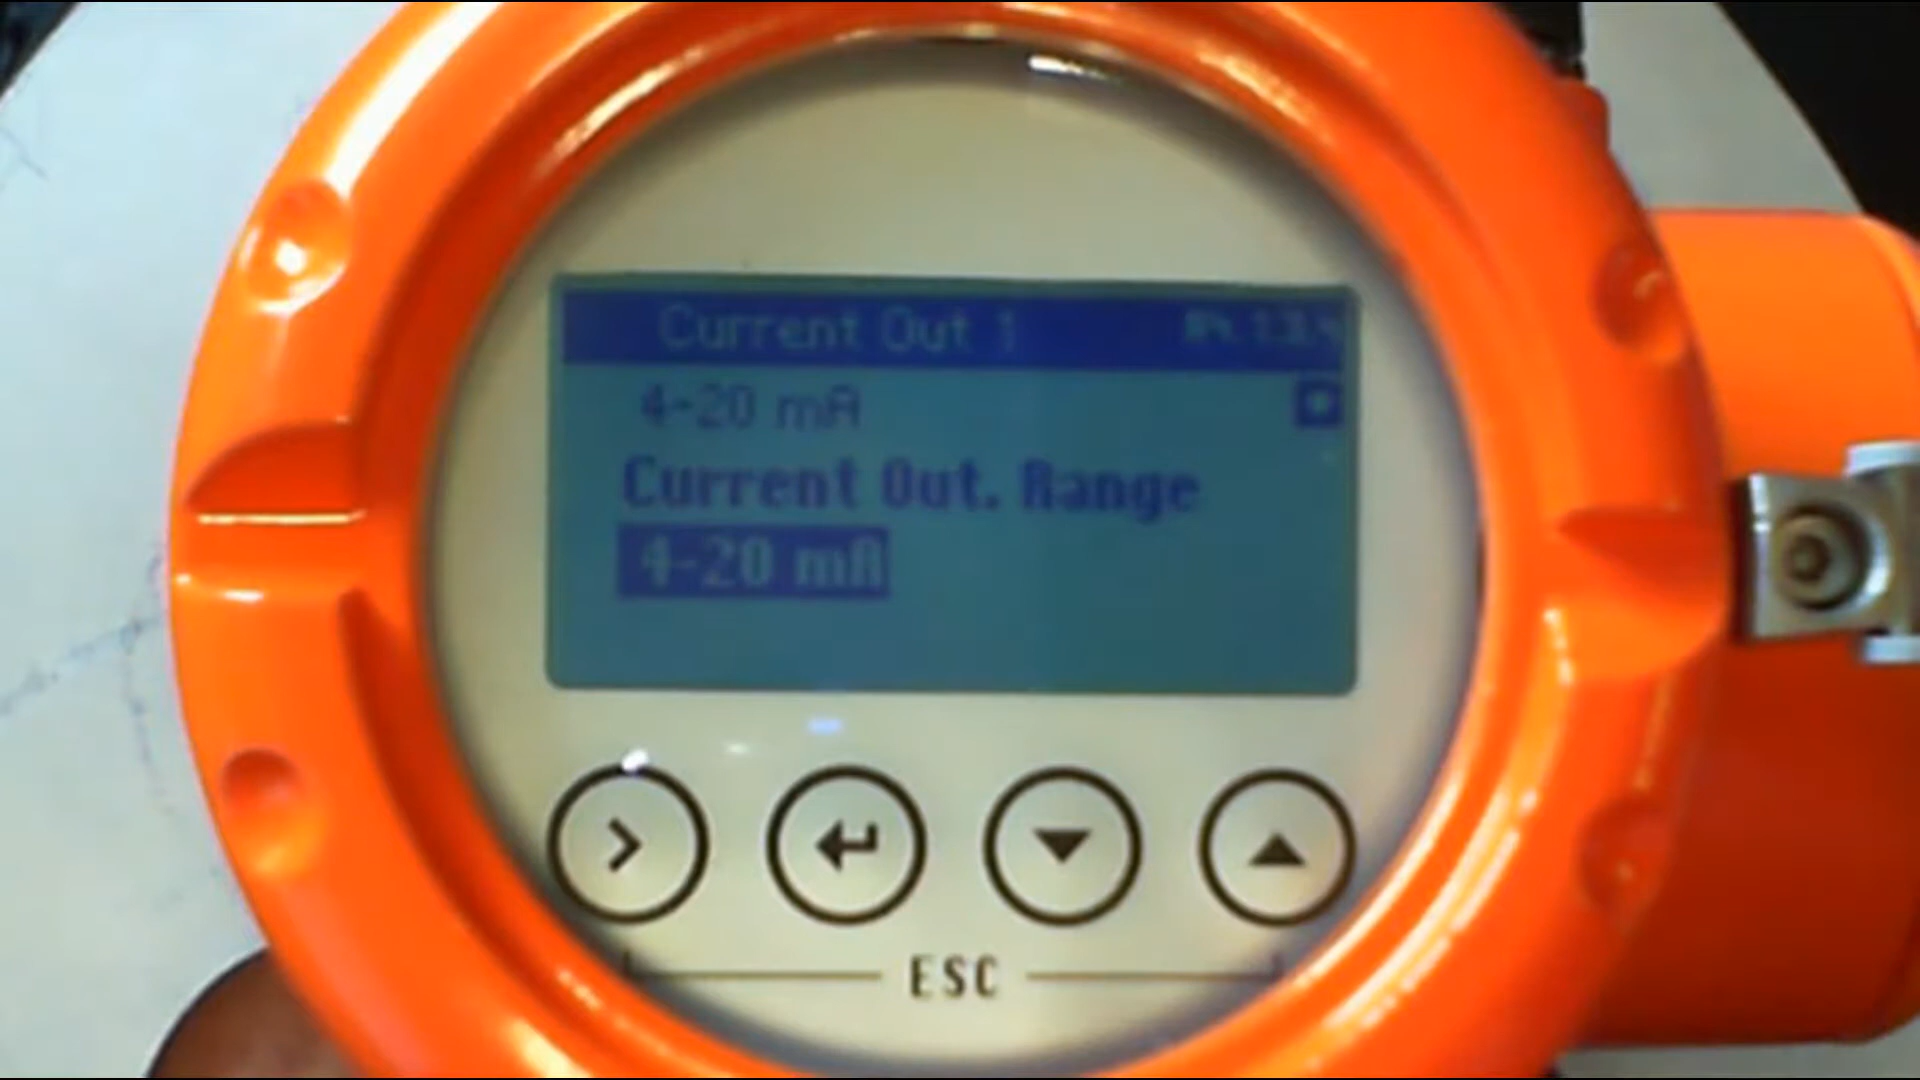 Current Out 1
4-20 mA
Current Out. Range
4-20 mA
ESC